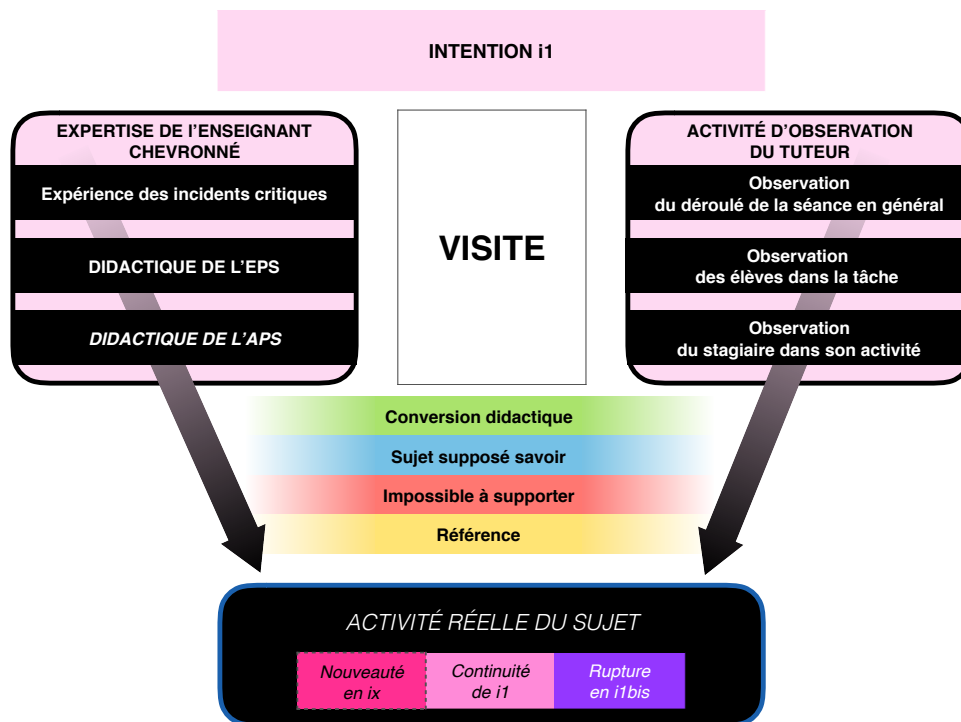 INTENTION i1
EXPERTISE DE l'ENSEIGNANT
CHEVRONNÉ
Expérience des incidents critiques
DIDACTIQUE DE L'EPS
DIDACTIQUE DE L'APS
VISITE
ACTIVITÉ D'OBSERVATION
DU TUTEUR
Observation
du déroulé de la séance en général
Observation
des élèves dans la tâche
Observation
du stagiaire dans son activité
Conversion didactique
Sujet supposé savoir
Impossible à supporter
Référence
ACTIVITÉ RÉELLE DU SUJET
Nouveauté
en ix
Continuité
de i1
Rupture
en i1bis